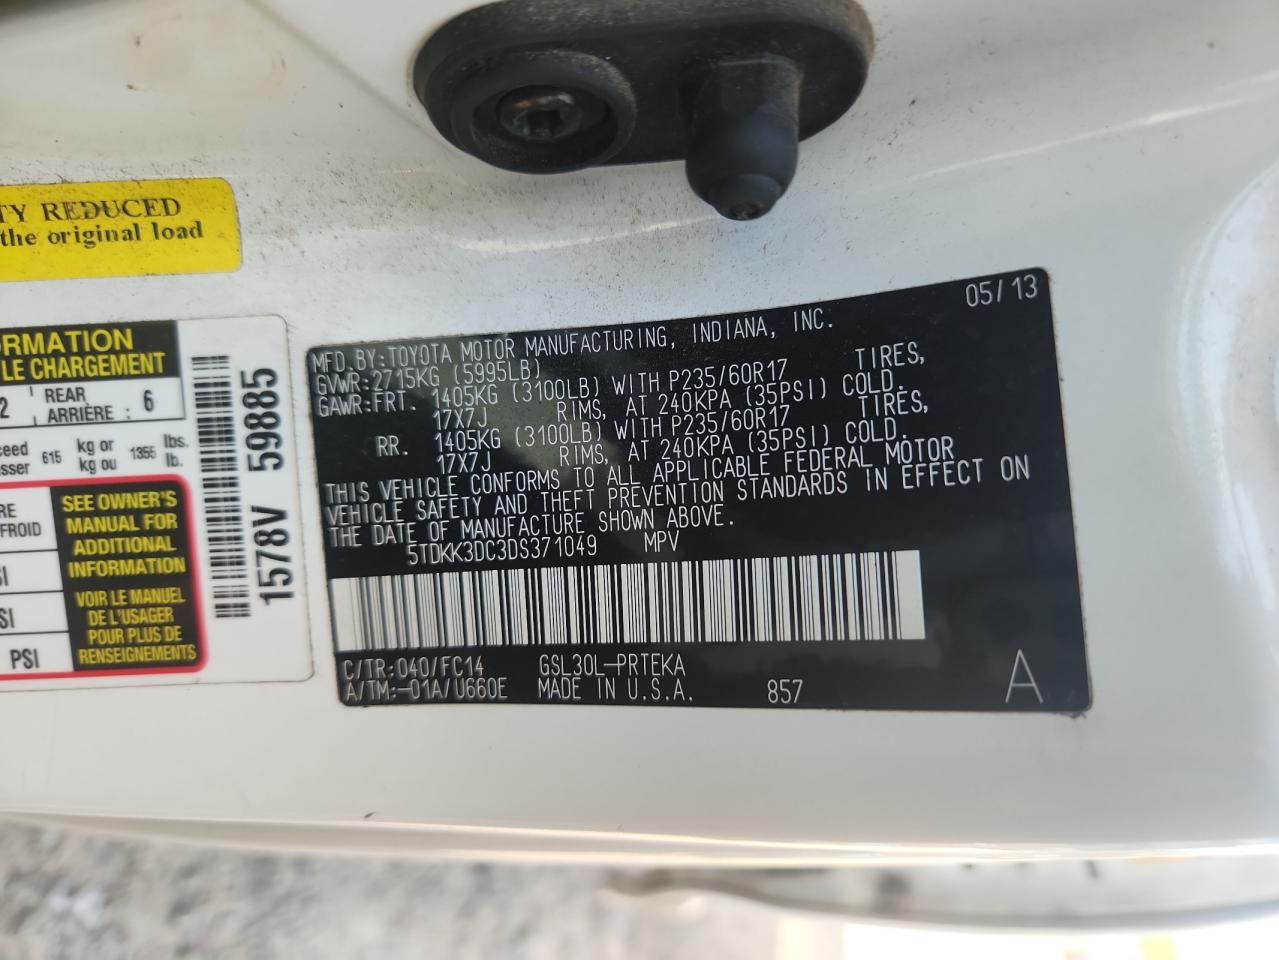 TY REDUCED
the original load
RMATION
LE CHARGEMENT
2 REAR ARRIÈRE : 6
615 kg or kg ou 1355 lbs. lb.
FROID
SI
SI
PSI
SEE OWNER'S
MANUAL FOR
ADDITIONAL
INFORMATION
VOIR LE MANUEL
DE L'USAGER
POUR PLUS DE
RENSEIGNEMENTS
1578V 59885
05/13
MFD. BY: TOYOTA MOTOR MANUFACTURING, INDIANA, INC.
GVWR: 2715KG (5995LB)
GAWR: FRT. 1405KG (3100LB) WITH P235/60R17 TIRES,
17X7J RIMS, AT 240KPA (35PSI) COLD.
RR. 1405KG (3100LB) WITH P235/60R17 TIRES,
17X7J RIMS, AT 240KPA (35PSI) COLD.
THIS VEHICLE CONFORMS TO ALL APPLICABLE FEDERAL MOTOR
VEHICLE SAFETY AND THEFT PREVENTION STANDARDS IN EFFECT ON
THE DATE OF MANUFACTURE SHOWN ABOVE.
5TDKK3DC3DS371049 MPV
C/TR: 040/FC14 GSL30L-PRTEKA
A/TM: -01A/U660E MADE IN U.S.A. 857 A